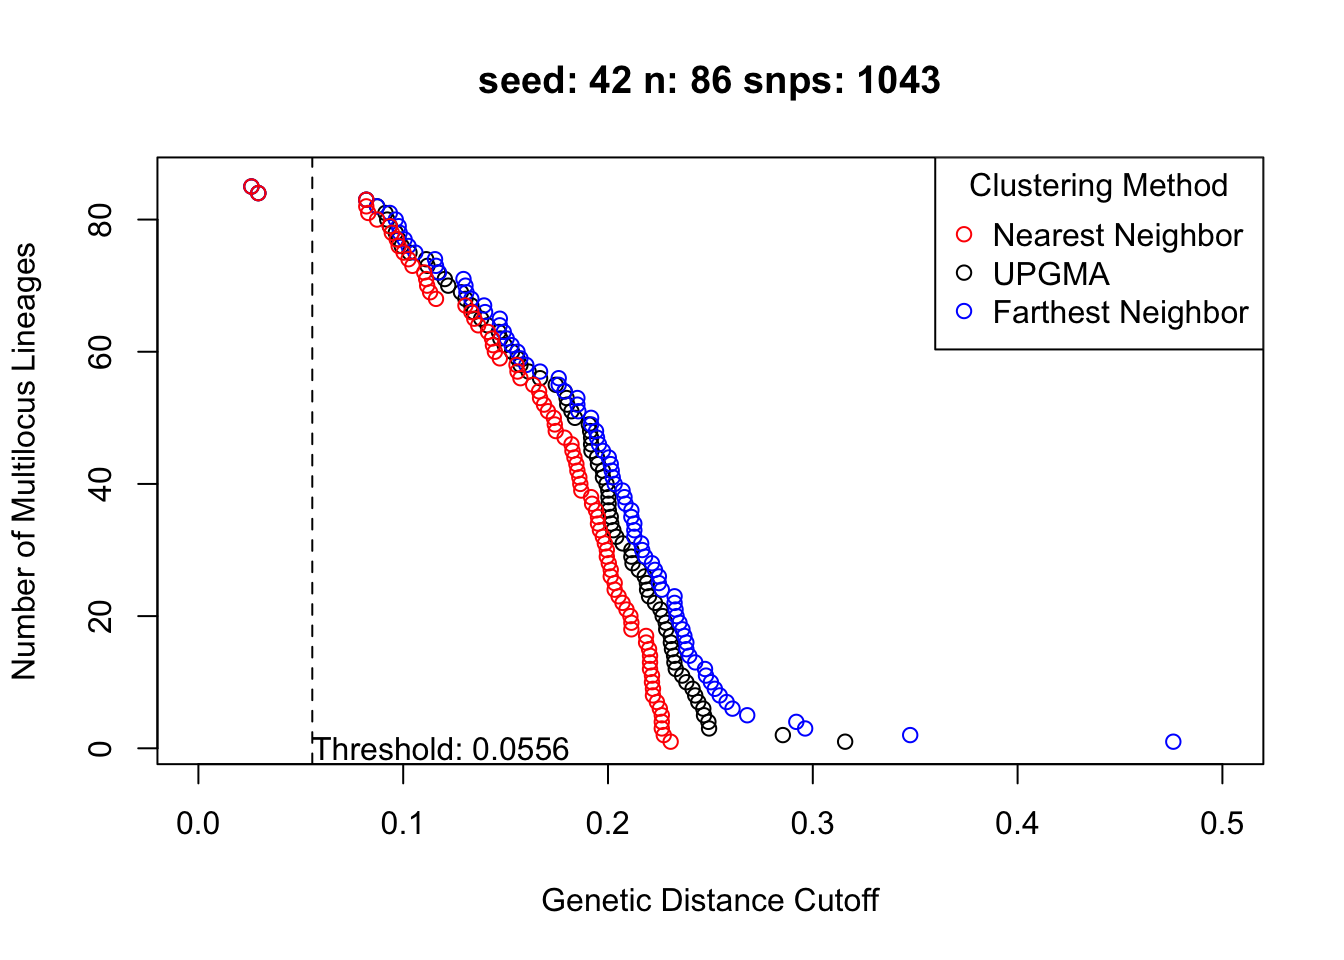 seed: 42 n: 86 snps: 1043
Clustering Method
Nearest Neighbor
UPGMA
Farthest Neighbor
Number of Multilocus Lineages
80
60
40
20
0
Threshold: 0.0556
0.0 0.1 0.2 0.3 0.4 0.5
Genetic Distance Cutoff